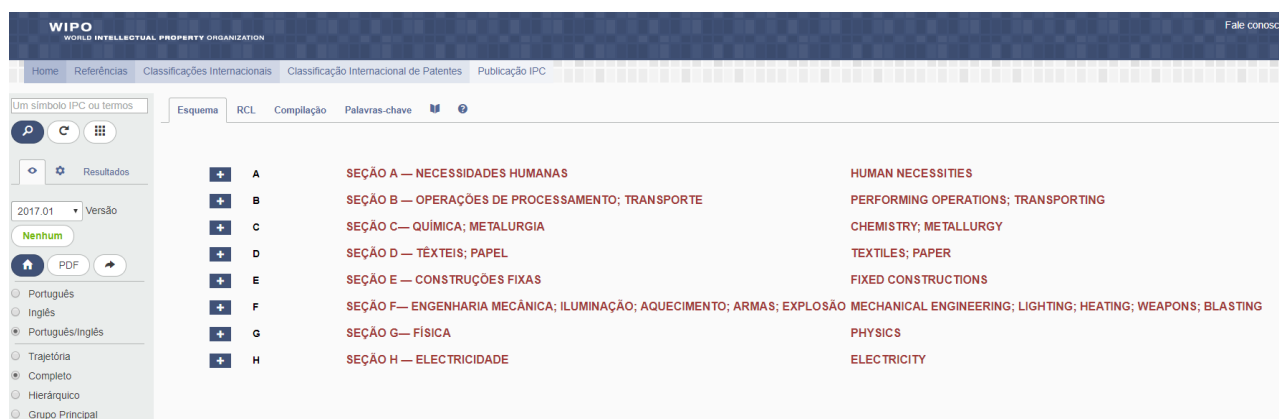 WIPO
WORLD INTELLECTUAL PROPERTY ORGANIZATION
Fale conosc
Home Referências Classificações Internacionais Classificação Internacional de Patentes Publicação IPC
Um símbolo IPC ou termos
Esquema RCL Compilação Palavras-chave
Resultados
2017.01 Versão
Nenhum
PDF
Português
Inglês
Português/Inglês
Trajetória
Completo
Hierárquico
Grupo Principal
A SEÇÃO A — NECESSIDADES HUMANAS HUMAN NECESSITIES
B SEÇÃO B — OPERAÇÕES DE PROCESSAMENTO; TRANSPORTE PERFORMING OPERATIONS; TRANSPORTING
C SEÇÃO C— QUÍMICA; METALURGIA CHEMISTRY; METALLURGY
D SEÇÃO D — TÊXTEIS; PAPEL TEXTILES; PAPER
E SEÇÃO E — CONSTRUÇÕES FIXAS FIXED CONSTRUCTIONS
F SEÇÃO F— ENGENHARIA MECÂNICA; ILUMINAÇÃO; AQUECIMENTO; ARMAS; EXPLOSÃO MECHANICAL ENGINEERING; LIGHTING; HEATING; WEAPONS; BLASTING
G SEÇÃO G— FÍSICA PHYSICS
H SEÇÃO H — ELECTRICIDADE ELECTRICITY